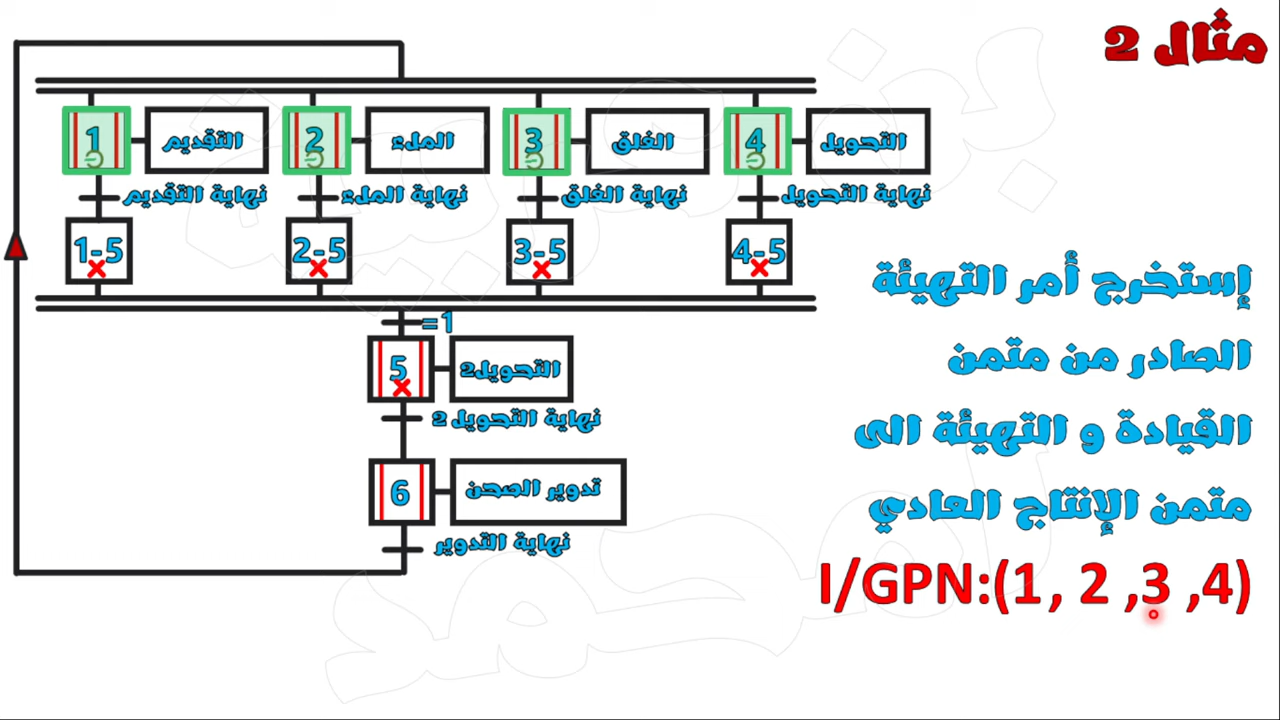 مثال 2
1 التقديم 2 الملء 3 الغلق 4 التحويل
نهاية التقديم نهاية الملء نهاية الغلق نهاية التحويل
1-5 2-5 3-5 4-5
=1
5 التحويل2
نهاية التحويل 2
6 تدوير الصحن
نهاية التدوير
إستخرج أمر التهيئة
الصادر من متمن
القيادة و التهيئة الى
متمن الإنتاج العادي
I/GPN:(1, 2 ,3 ,4)